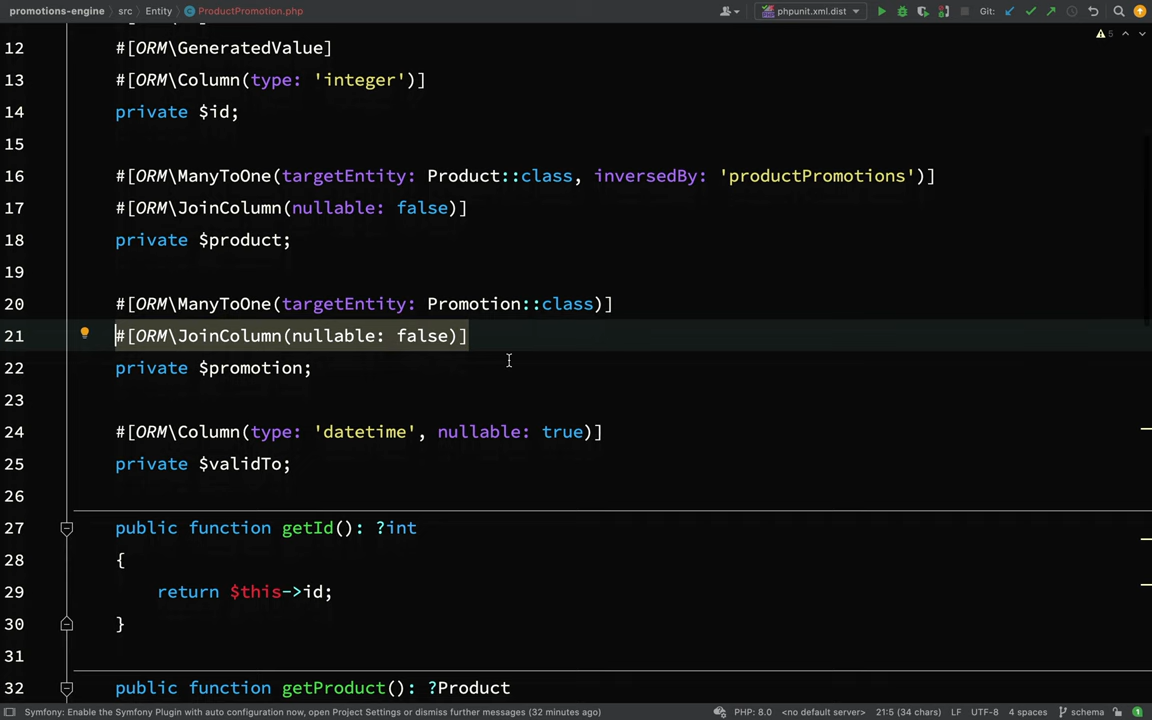 promotions-engine
src
Entity
ProductPromotion.php
phpunit.xml.dist
Git:
5
12 #[ORM\GeneratedValue]
13 #[ORM\Column(type: 'integer')]
14 private $id;
15
16 #[ORM\ManyToOne(targetEntity: Product::class, inversedBy: 'productPromotions')]
17 #[ORM\JoinColumn(nullable: false)]
18 private $product;
19
20 #[ORM\ManyToOne(targetEntity: Promotion::class)]
21 #[ORM\JoinColumn(nullable: false)]
22 private $promotion;
23
24 #[ORM\Column(type: 'datetime', nullable: true)]
25 private $validTo;
26
27 public function getId(): ?int
28 {
29 return $this->id;
30 }
31
32 public function getProduct(): ?Product
Symfony: Enable the Symfony Plugin with auto configuration now, open Project Settings or dismiss further messages (32 minutes ago)
PHP: 8.0
<no default server>
21:5 (34 chars)
LF
UTF-8
4 spaces
schema
1